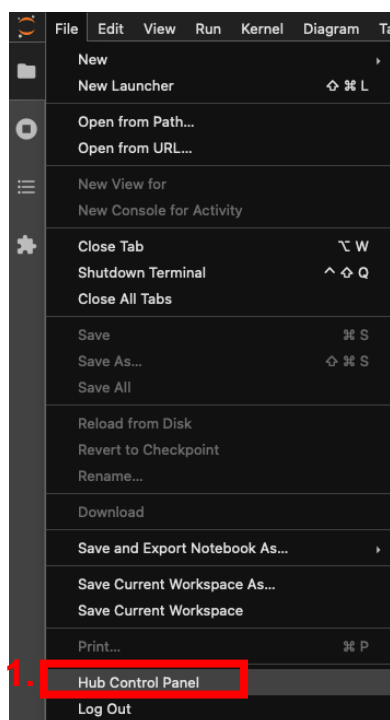 File Edit View Run Kernel Diagram Ta
New
New Launcher ⇧ ⌘ L
Open from Path...
Open from URL...
New View for
New Console for Activity
Close Tab ⌥ W
Shutdown Terminal ^ ⇧ Q
Close All Tabs
Save ⌘ S
Save As... ⇧ ⌘ S
Save All
Reload from Disk
Revert to Checkpoint
Rename...
Download
Save and Export Notebook As...
Save Current Workspace As...
Save Current Workspace
Print... ⌘ P
1. Hub Control Panel
Log Out